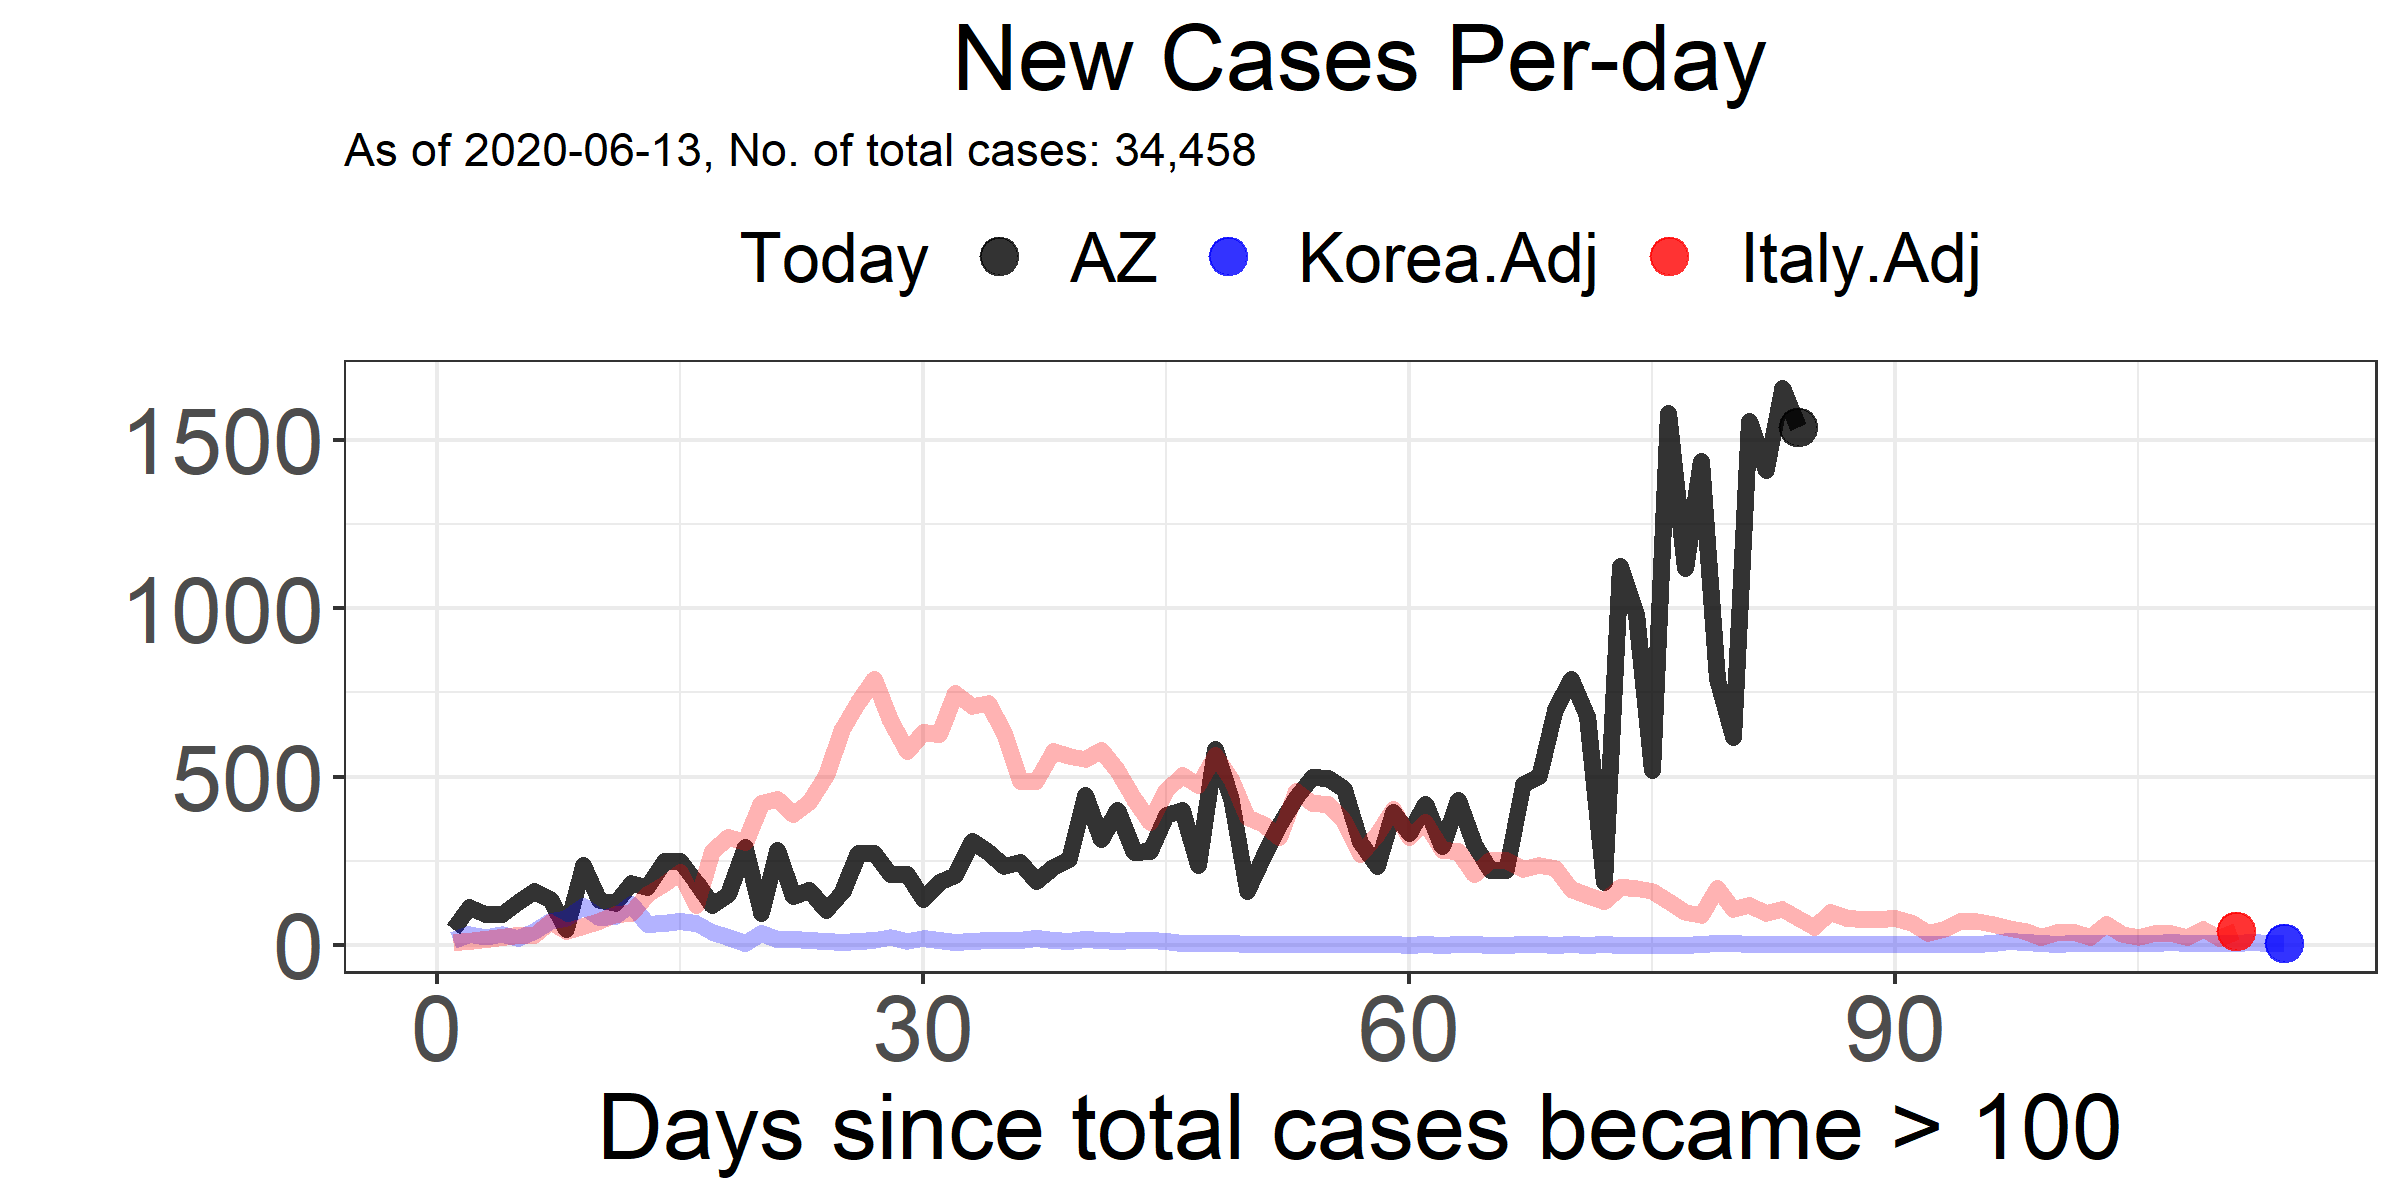 New Cases Per-day
As of 2020-06-13, No. of total cases: 34,458
Today AZ Korea.Adj Italy.Adj
1500
1000
500
0
0 30 60 90
Days since total cases became > 100